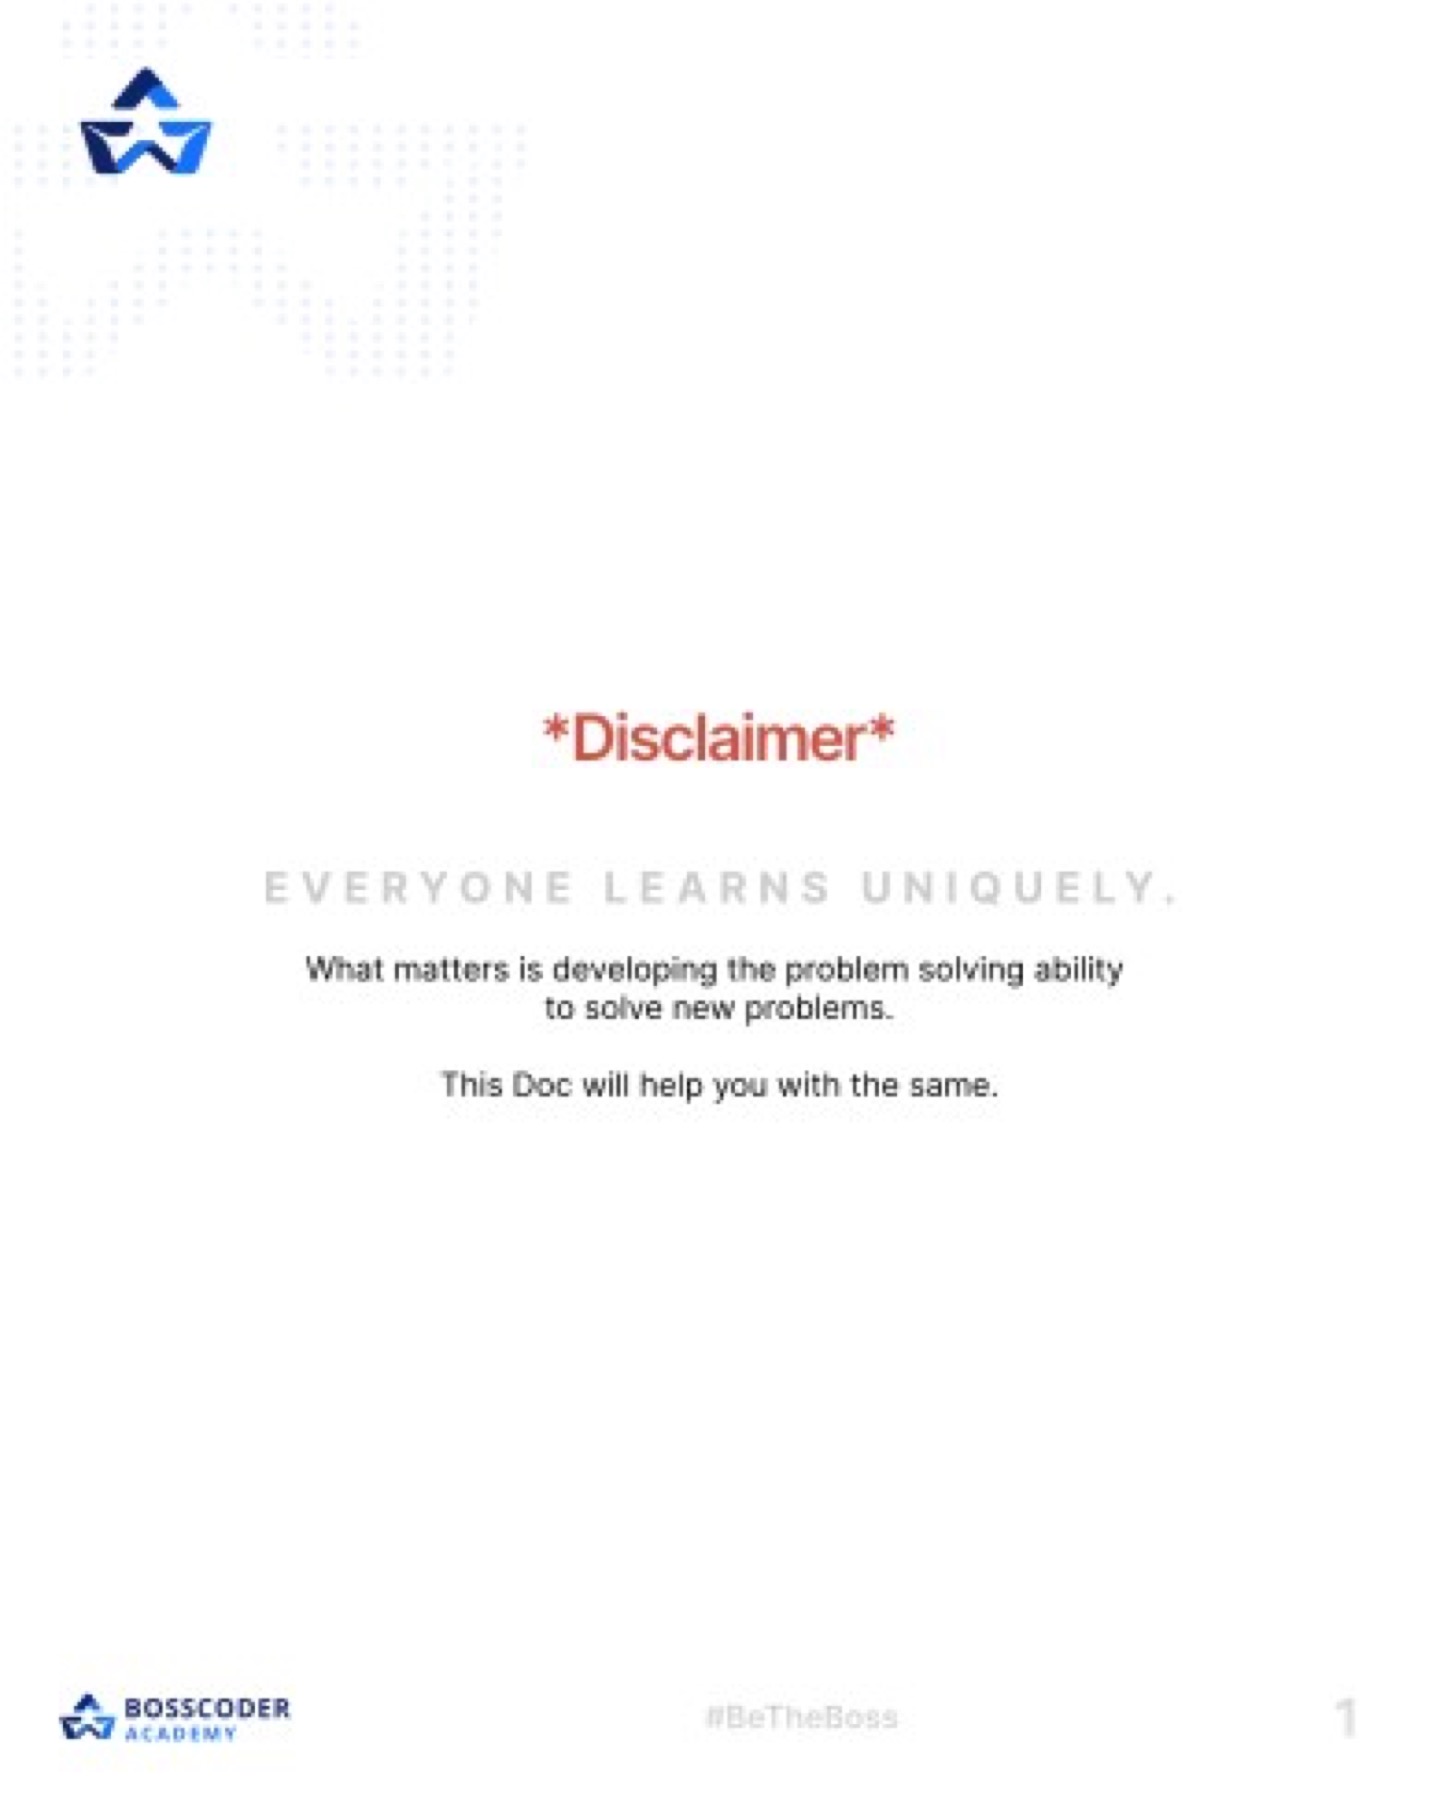 *Disclaimer*
EVERYONE LEARNS UNIQUELY.
What matters is developing the problem solving ability
to solve new problems.
This Doc will help you with the same.
BOSSCODER
ACADEMY
#BeTheBoss
1